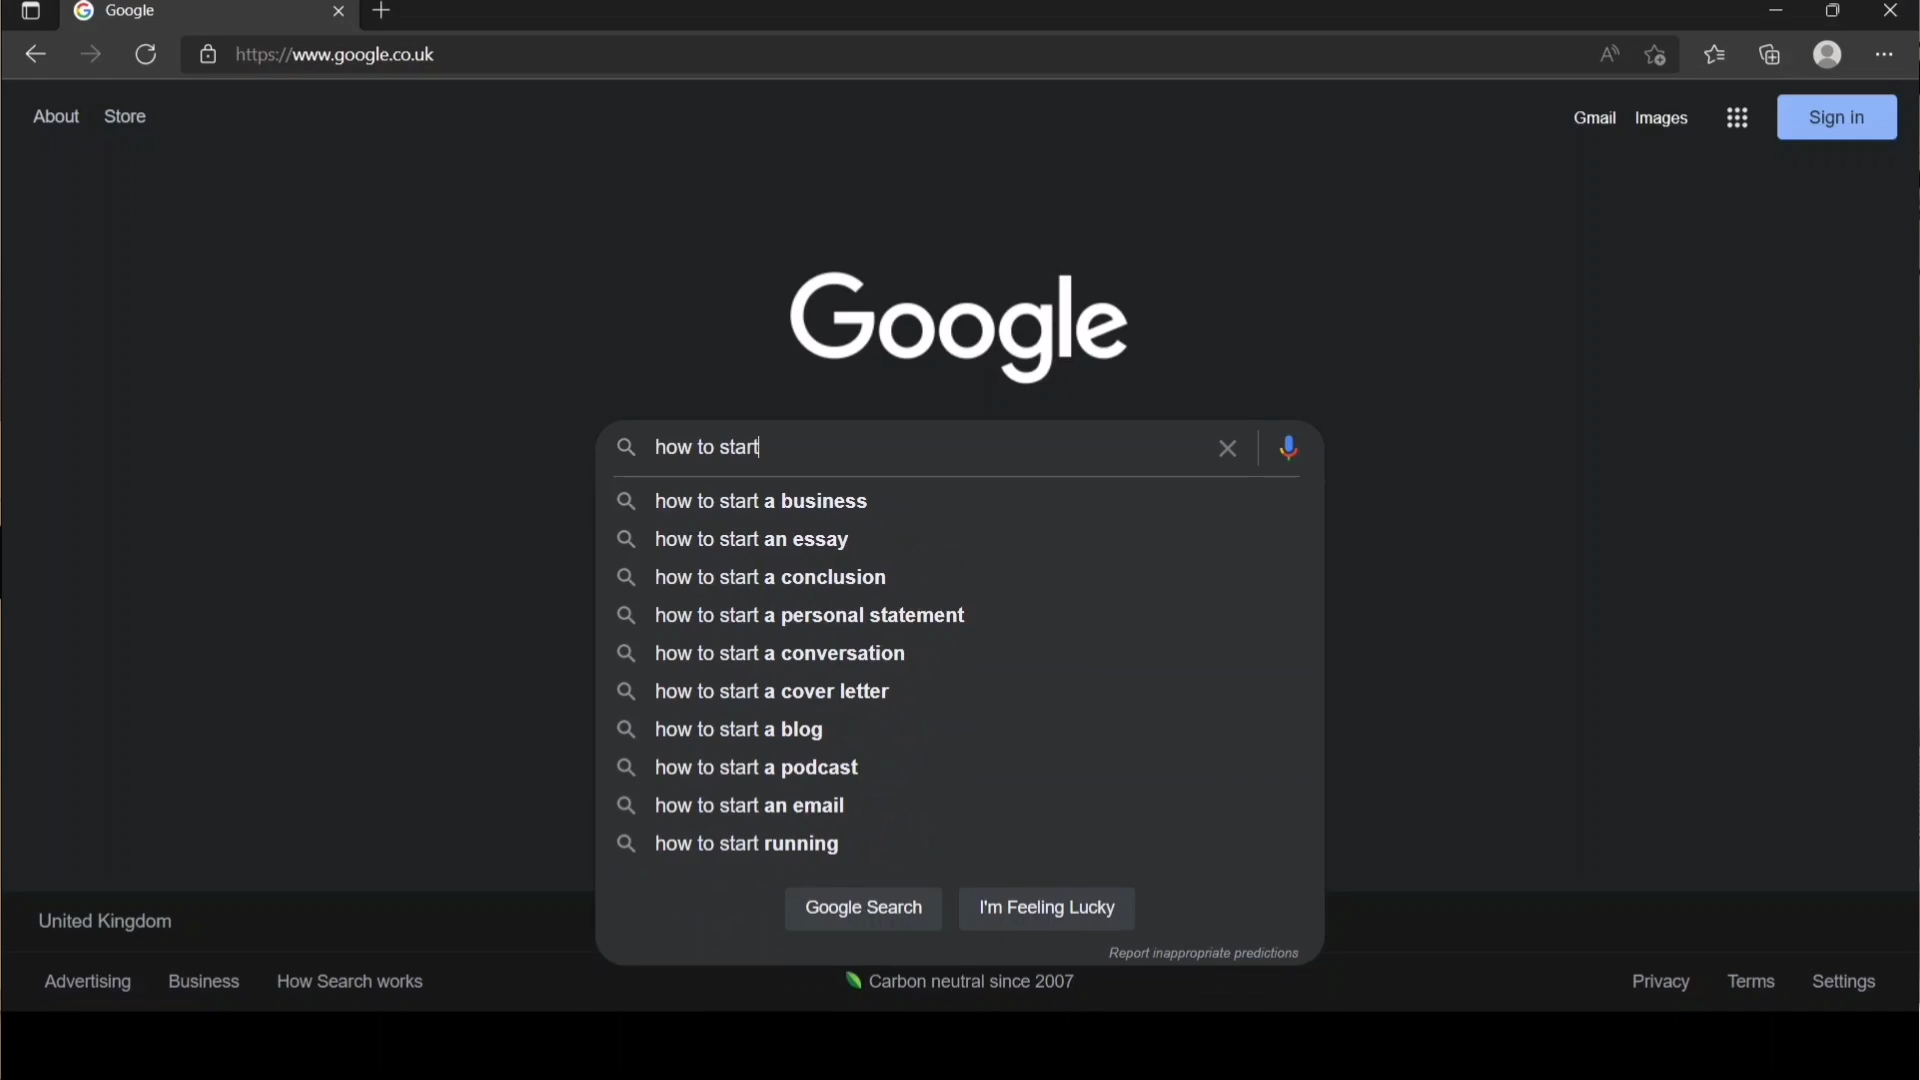 Google
https://www.google.co.uk
About Store
Gmail Images Sign in
Google
how to start
how to start a business
how to start an essay
how to start a conclusion
how to start a personal statement
how to start a conversation
how to start a cover letter
how to start a blog
how to start a podcast
how to start an email
how to start running
Google Search I'm Feeling Lucky
Report inappropriate predictions
United Kingdom
Advertising Business How Search works Carbon neutral since 2007 Privacy Terms Settings